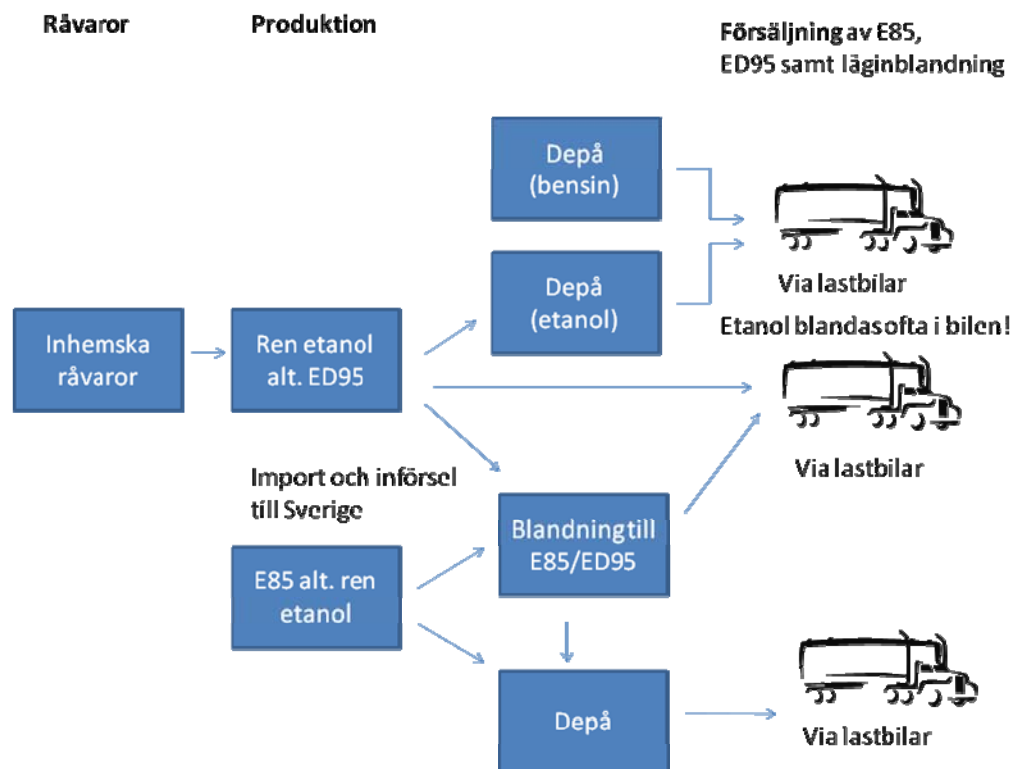 Råvaror
Produktion
Försäljning av E85,
ED95 samt låginblandning
Depå
(bensin)
Via lastbilar
Depå
(etanol)
Etanol blandas ofta i bilen!
Inhemska
råvaror
Ren etanol
alt. ED95
Via lastbilar
Import och införsel
till Sverige
Blandning till
E85/ED95
E85 alt. ren
etanol
Depå
Via lastbilar